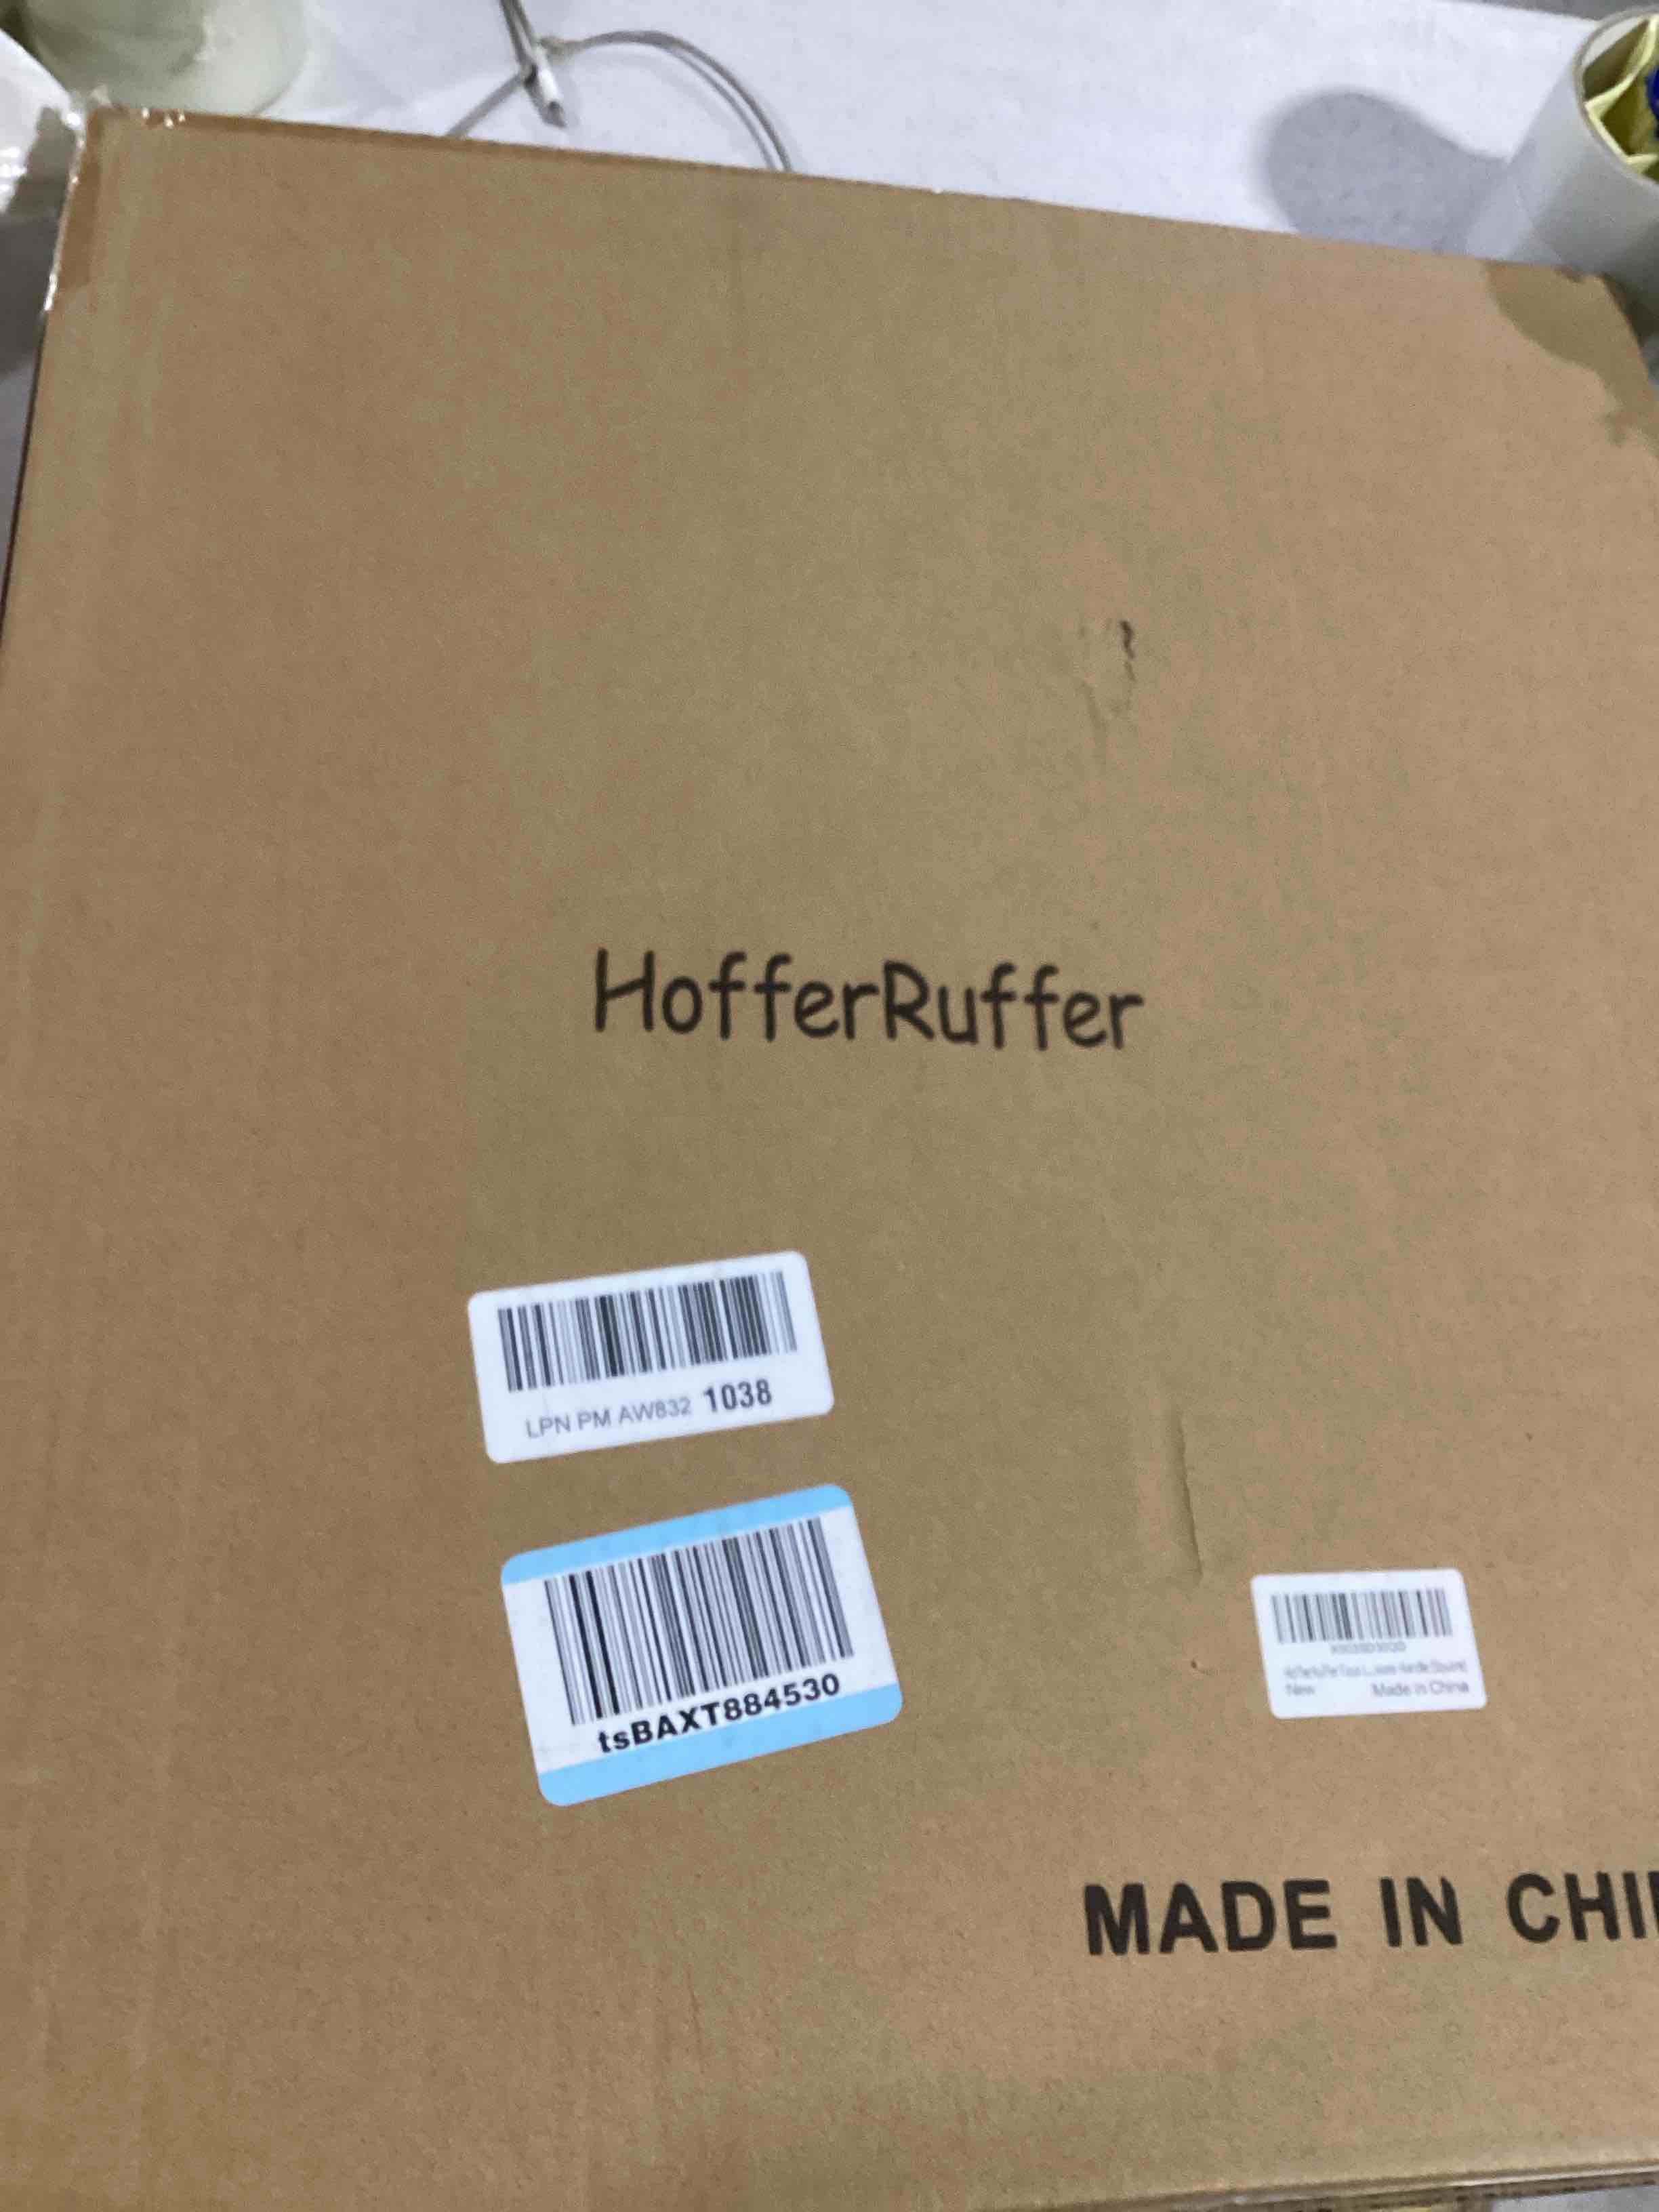 HofferRuffer
LPN PM AW832 1038
tsBAXT884530
New Made in China
MADE IN CHI